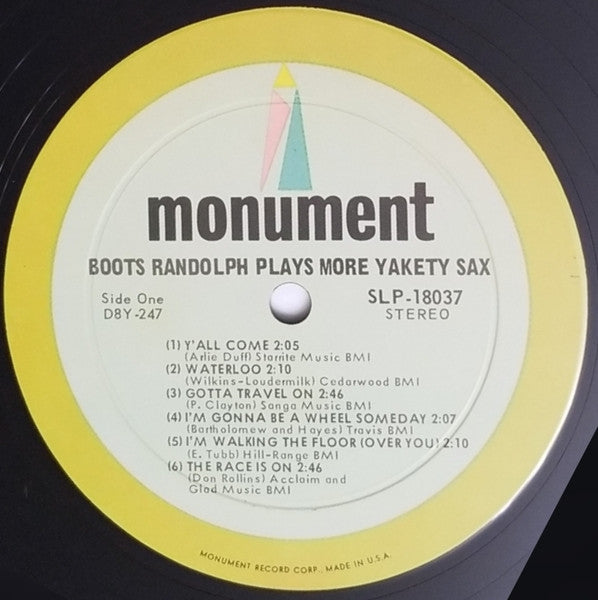 monument
BOOTS RANDOLPH PLAYS MORE YAKETY SAX
Side One
D8Y-247
SLP-18037
STEREO
(1) Y'ALL COME 2:05
(Arlie Duff) Starrite Music BMI
(2) WATERLOO 2:10
(Wilkins-Loudermilk) Cedarwood BMI
(3) GOTTA TRAVEL ON 2:46
(P. Clayton) Sanga Music BMI
(4) I'M GONNA BE A WHEEL SOMEDAY 2:07
(Bartholomew and Hayes) Travis BMI
(5) I'M WALKING THE FLOOR (OVER YOU) 2:10
(E. Tubb) Hill-Range BMI
(6) THE RACE IS ON 2:46
(Don Rollins) Acclaim and
Glad Music BMI
MONUMENT RECORD CORP., MADE IN U.S.A.